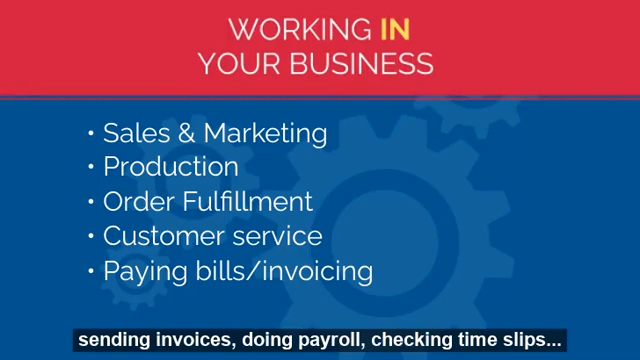 WORKING IN
YOUR BUSINESS
• Sales & Marketing
• Production
• Order Fulfillment
• Customer service
• Paying bills/invoicing
sending invoices, doing payroll, checking time slips...